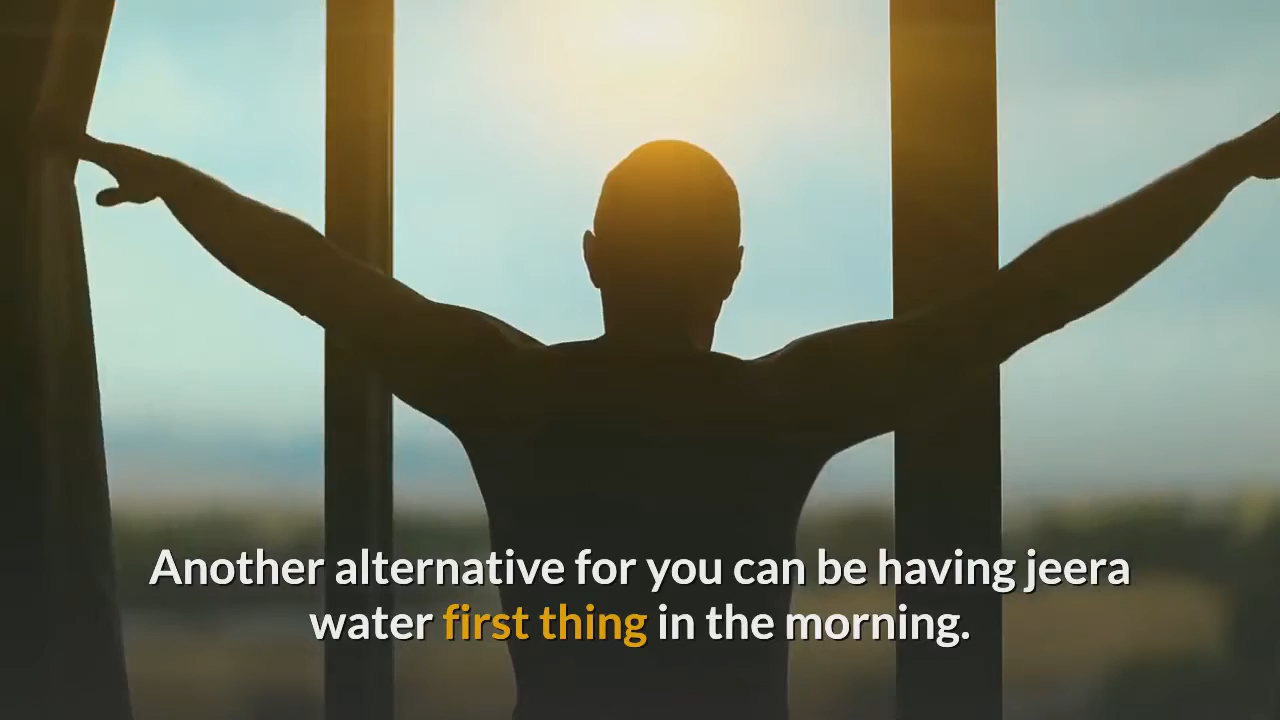 Another alternative for you can be having jeera
water first thing in the morning.